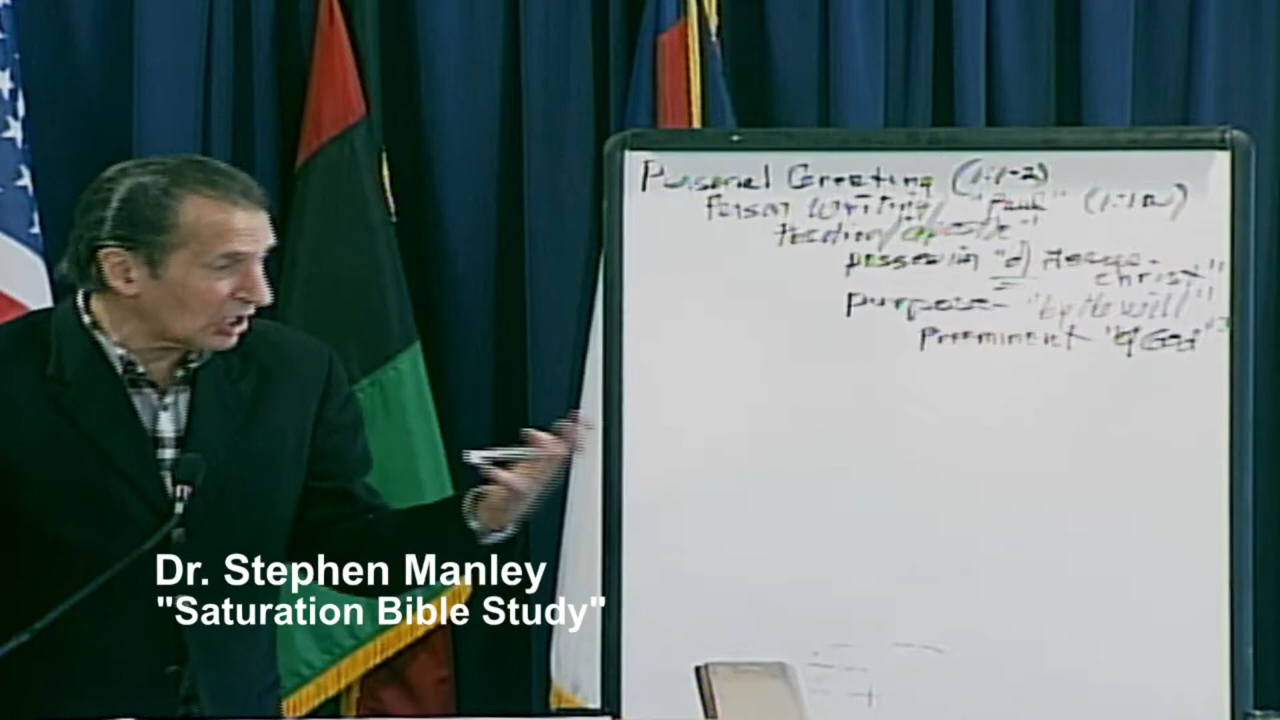 Personal Greeting (1:1-2)
Person Writing/ "Paul" (1:1a)
Position/apostle"
possession "of Jesus
Christ"
purpose- "by the will"
Preeminent "of God"
Dr. Stephen Manley
"Saturation Bible Study"